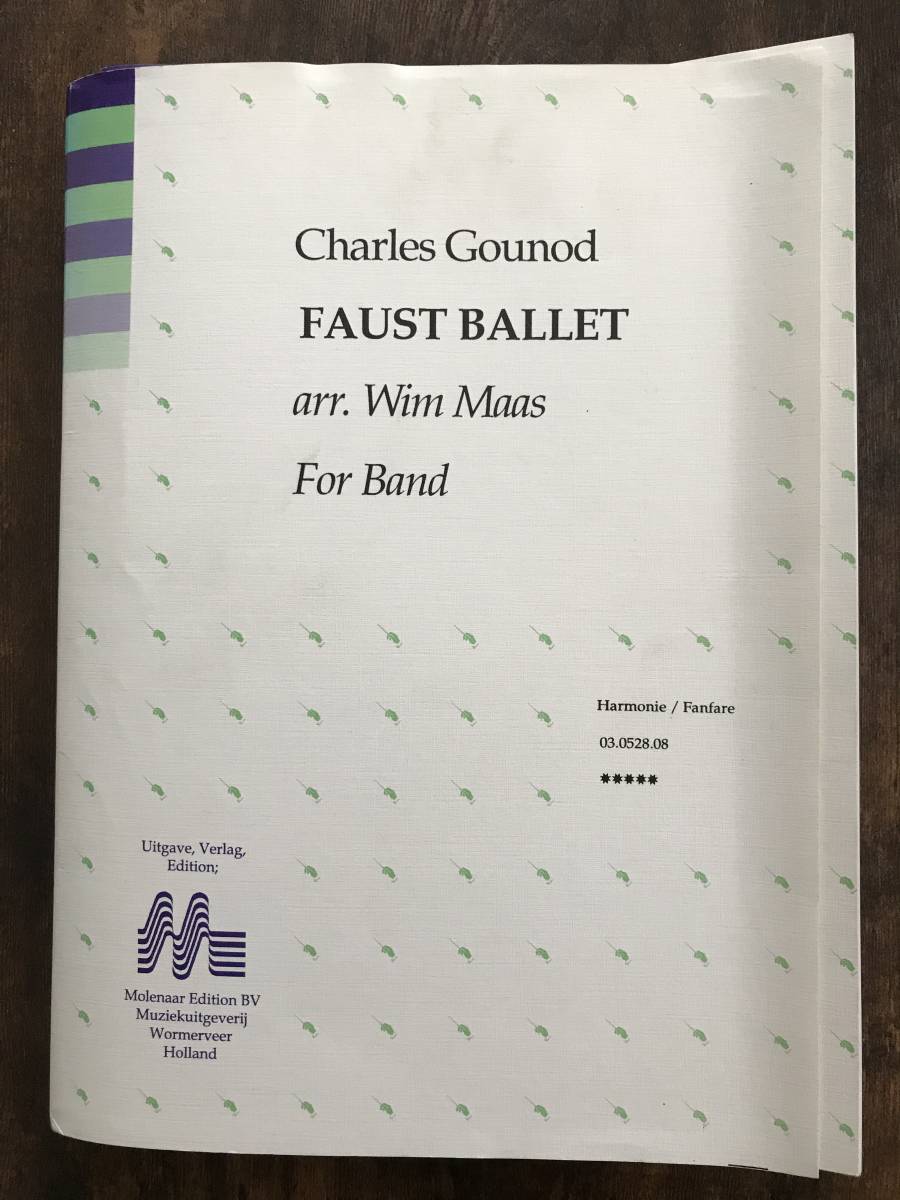 Charles Gounod
FAUST BALLET
arr. Wim Maas
For Band
Harmonie / Fanfare
03.0528.08
✷✷✷✷✷
Uitgave, Verlag,
Edition;
Molenaar Edition BV
Muziekuitgeverij
Wormerveer
Holland